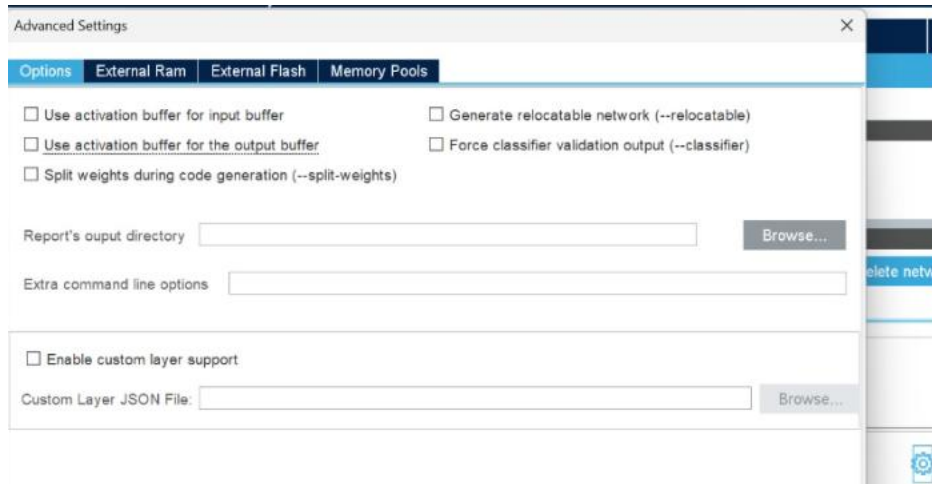 Advanced Settings
Options External Ram External Flash Memory Pools
Use activation buffer for input buffer Generate relocatable network (--relocatable)
Use activation buffer for the output buffer Force classifier validation output (--classifier)
Split weights during code generation (--split-weights)
Report's ouput directory Browse...
elete netw
Extra command line options
Enable custom layer support
Custom Layer JSON File: Browse...